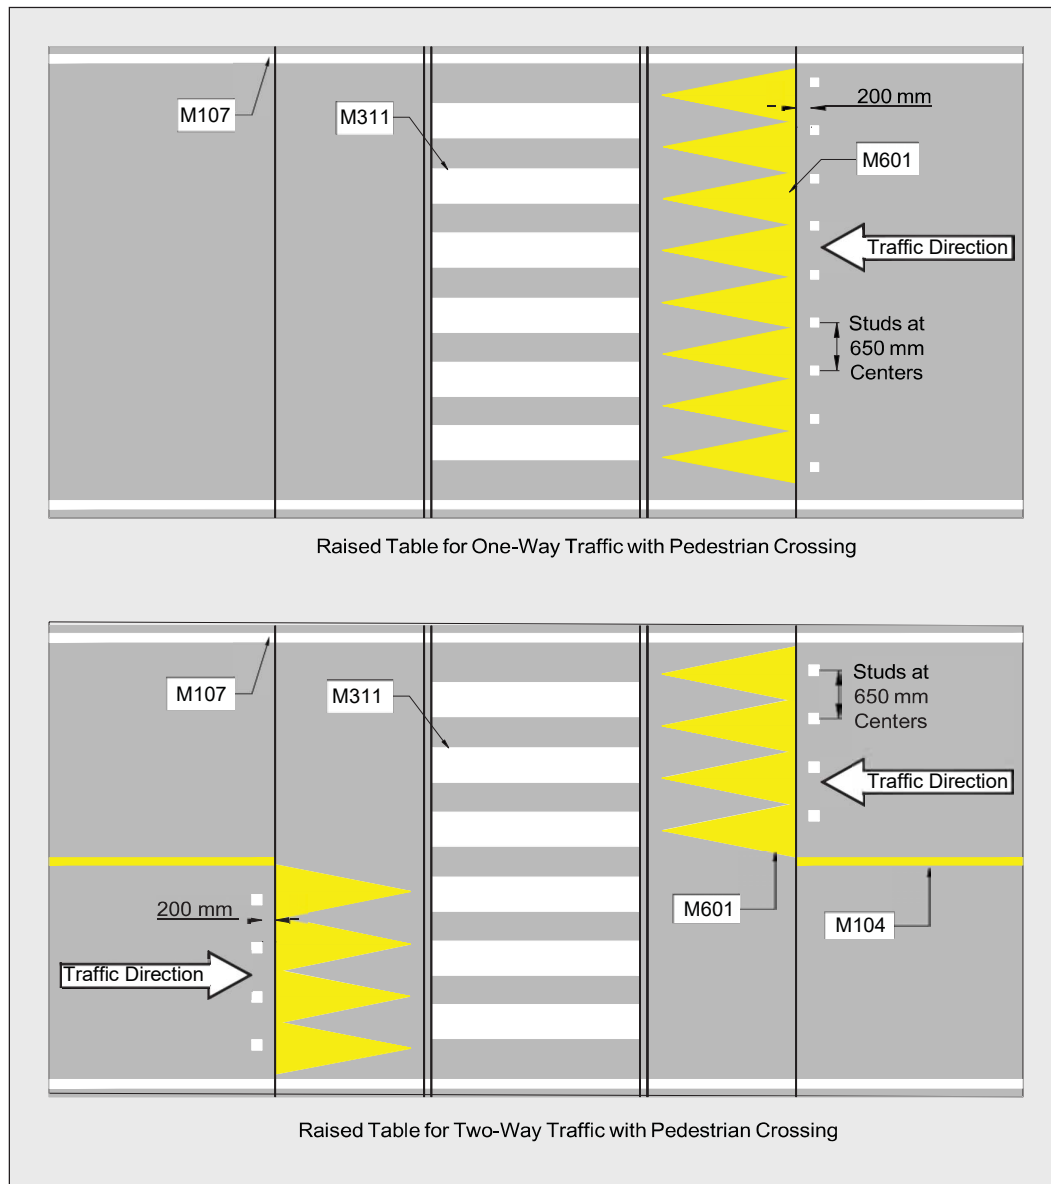 M107
M311
200 mm
M601
Traffic Direction
Studs at
650 mm
Centers
Raised Table for One-Way Traffic with Pedestrian Crossing
M107
M311
Studs at
650 mm
Centers
Traffic Direction
200 mm
M601
M104
Traffic Direction
Raised Table for Two-Way Traffic with Pedestrian Crossing